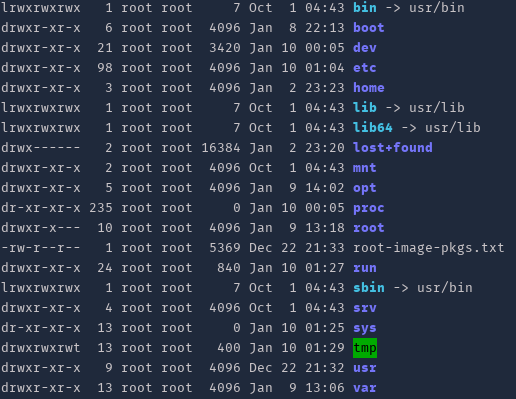 lrwxrwxrwx   1 root root     7 Oct  1 04:43 bin -> usr/bin
drwxr-xr-x   6 root root  4096 Jan  8 22:13 boot
drwxr-xr-x  21 root root  3420 Jan 10 00:05 dev
drwxr-xr-x  98 root root  4096 Jan 10 01:04 etc
drwxr-xr-x   3 root root  4096 Jan  2 23:23 home
lrwxrwxrwx   1 root root     7 Oct  1 04:43 lib -> usr/lib
lrwxrwxrwx   1 root root     7 Oct  1 04:43 lib64 -> usr/lib
drwx------   2 root root 16384 Jan  2 23:20 lost+found
drwxr-xr-x   2 root root  4096 Oct  1 04:43 mnt
drwxr-xr-x   5 root root  4096 Jan  9 14:02 opt
dr-xr-xr-x 235 root root     0 Jan 10 00:05 proc
drwxr-x---  10 root root  4096 Jan  9 13:18 root
-rw-r--r--   1 root root  5369 Dec 22 21:33 root-image-pkgs.txt
drwxr-xr-x  24 root root   840 Jan 10 01:27 run
lrwxrwxrwx   1 root root     7 Oct  1 04:43 sbin -> usr/bin
drwxr-xr-x   4 root root  4096 Oct  1 04:43 srv
dr-xr-xr-x  13 root root     0 Jan 10 01:25 sys
drwxrwxrwt  13 root root   400 Jan 10 01:29 tmp
drwxr-xr-x   9 root root  4096 Dec 22 21:32 usr
drwxr-xr-x  13 root root  4096 Jan  9 13:06 var